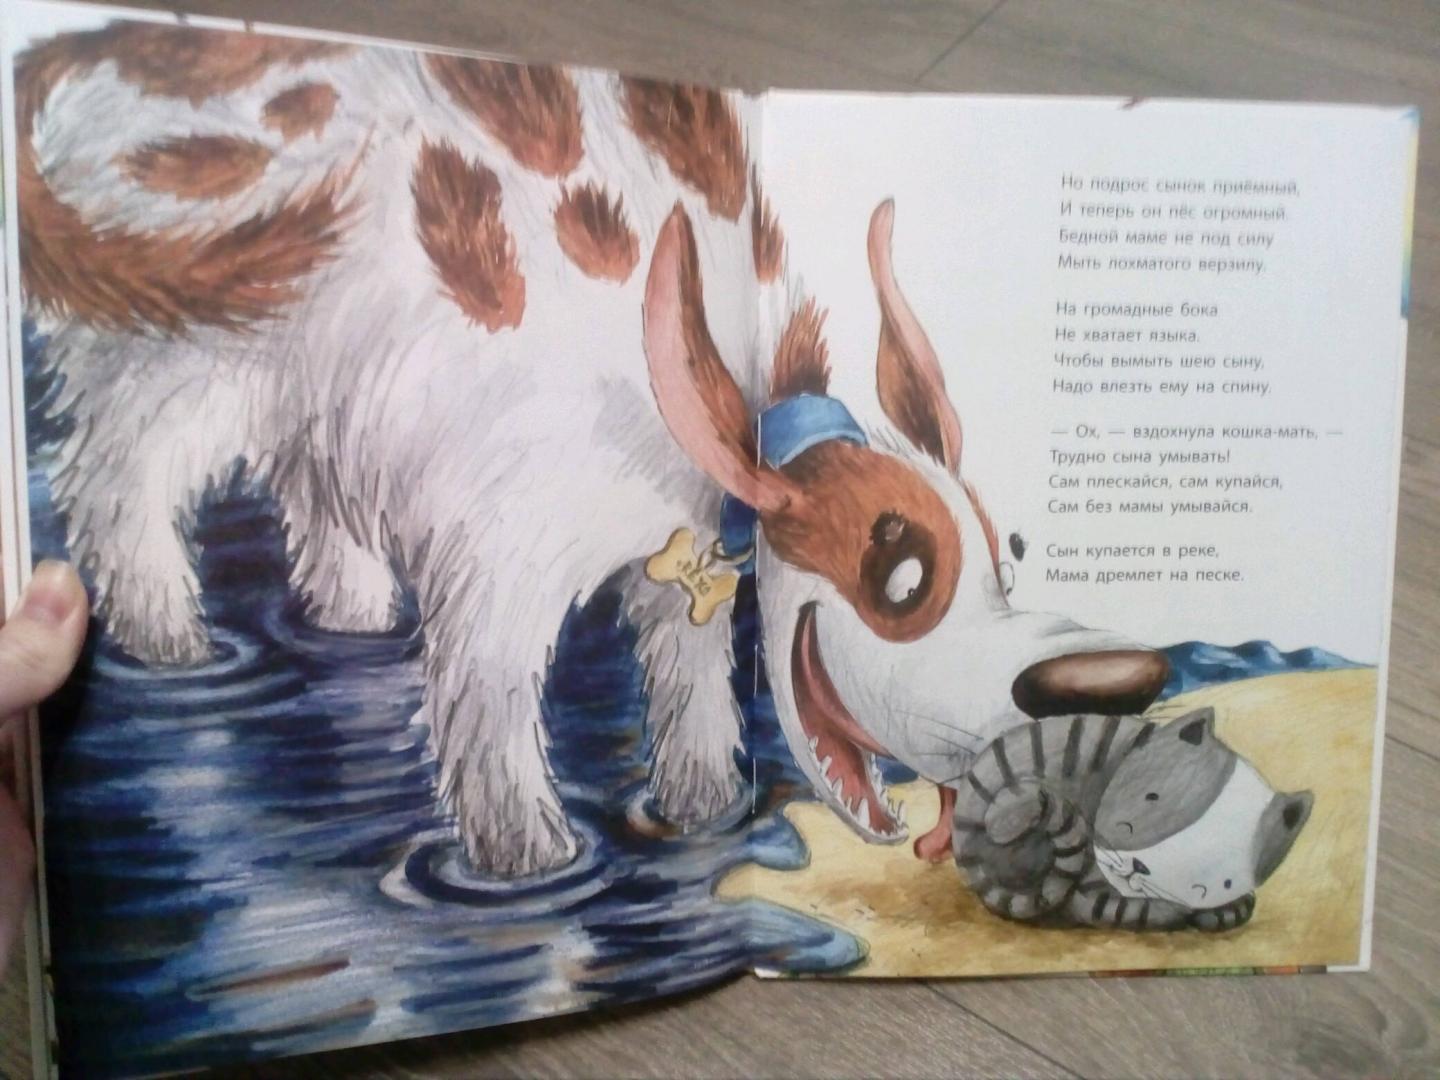 Но подрос сынок приёмный,
И теперь он пёс огромный.
Бедной маме не под силу
Мыть лохматого верзилу.
На громадные бока
Не хватает языка.
Чтобы вымыть шею сыну,
Надо влезть ему на спину.
— Ох, — вздохнула кошка-мать, —
Трудно сына умывать!
Сам плескайся, сам купайся,
Сам без мамы умывайся.
Сын купается в реке,
Мама дремлет на песке.